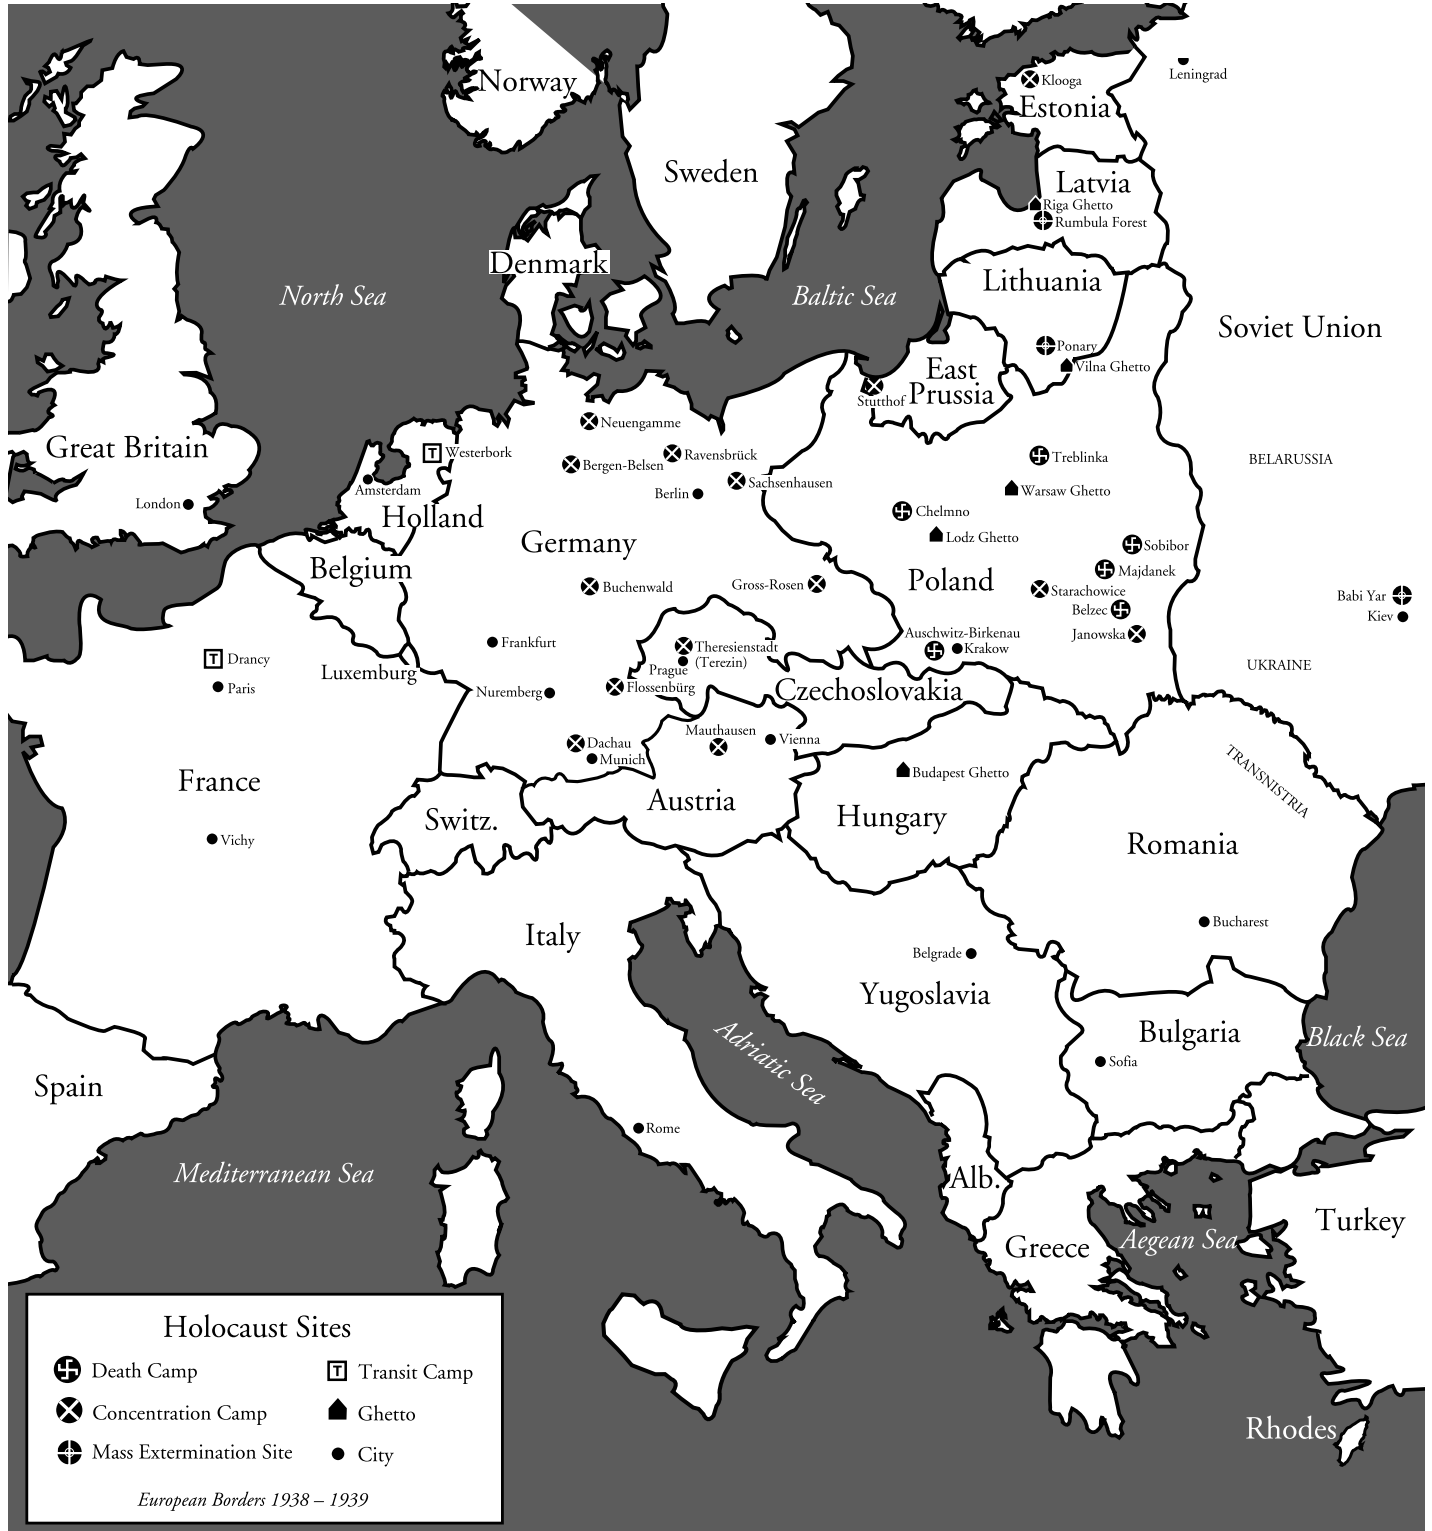 Norway
Klooga
Leningrad
Estonia
Sweden
Latvia
Riga Ghetto
Rumbula Forest
Denmark
Lithuania
North Sea
Baltic Sea
Soviet Union
Ponary
Vilna Ghetto
East
Prussia
Stutthof
Neuengamme
Great Britain
Westerbork
Ravensbrück
Bergen-Belsen
Treblinka
BELARUSSIA
Sachsenhausen
Amsterdam
Berlin
Warsaw Ghetto
London
Holland
Chelmno
Lodz Ghetto
Germany
Sobibor
Belgium
Majdanek
Poland
Buchenwald
Gross-Rosen
Starachowice
Babi Yar
Belzec
Kiev
Auschwitz-Birkenau
Janowska
Frankfurt
Theresienstadt
(Terezin)
Krakow
Drancy
Prague
UKRAINE
Luxemburg
Paris
Nuremberg
Flossenbürg
Czechoslovakia
Mauthausen
Vienna
Dachau
Munich
Budapest Ghetto
TRANSNISTRIA
France
Austria
Hungary
Switz.
Vichy
Romania
Bucharest
Italy
Belgrade
Yugoslavia
Bulgaria
Black Sea
Adriatic Sea
Sofia
Spain
Rome
Mediterranean Sea
Alb.
Turkey
Greece
Aegean Sea
Rhodes
Holocaust Sites
Death Camp
T Transit Camp
Concentration Camp
Ghetto
Mass Extermination Site
City
European Borders 1938 – 1939